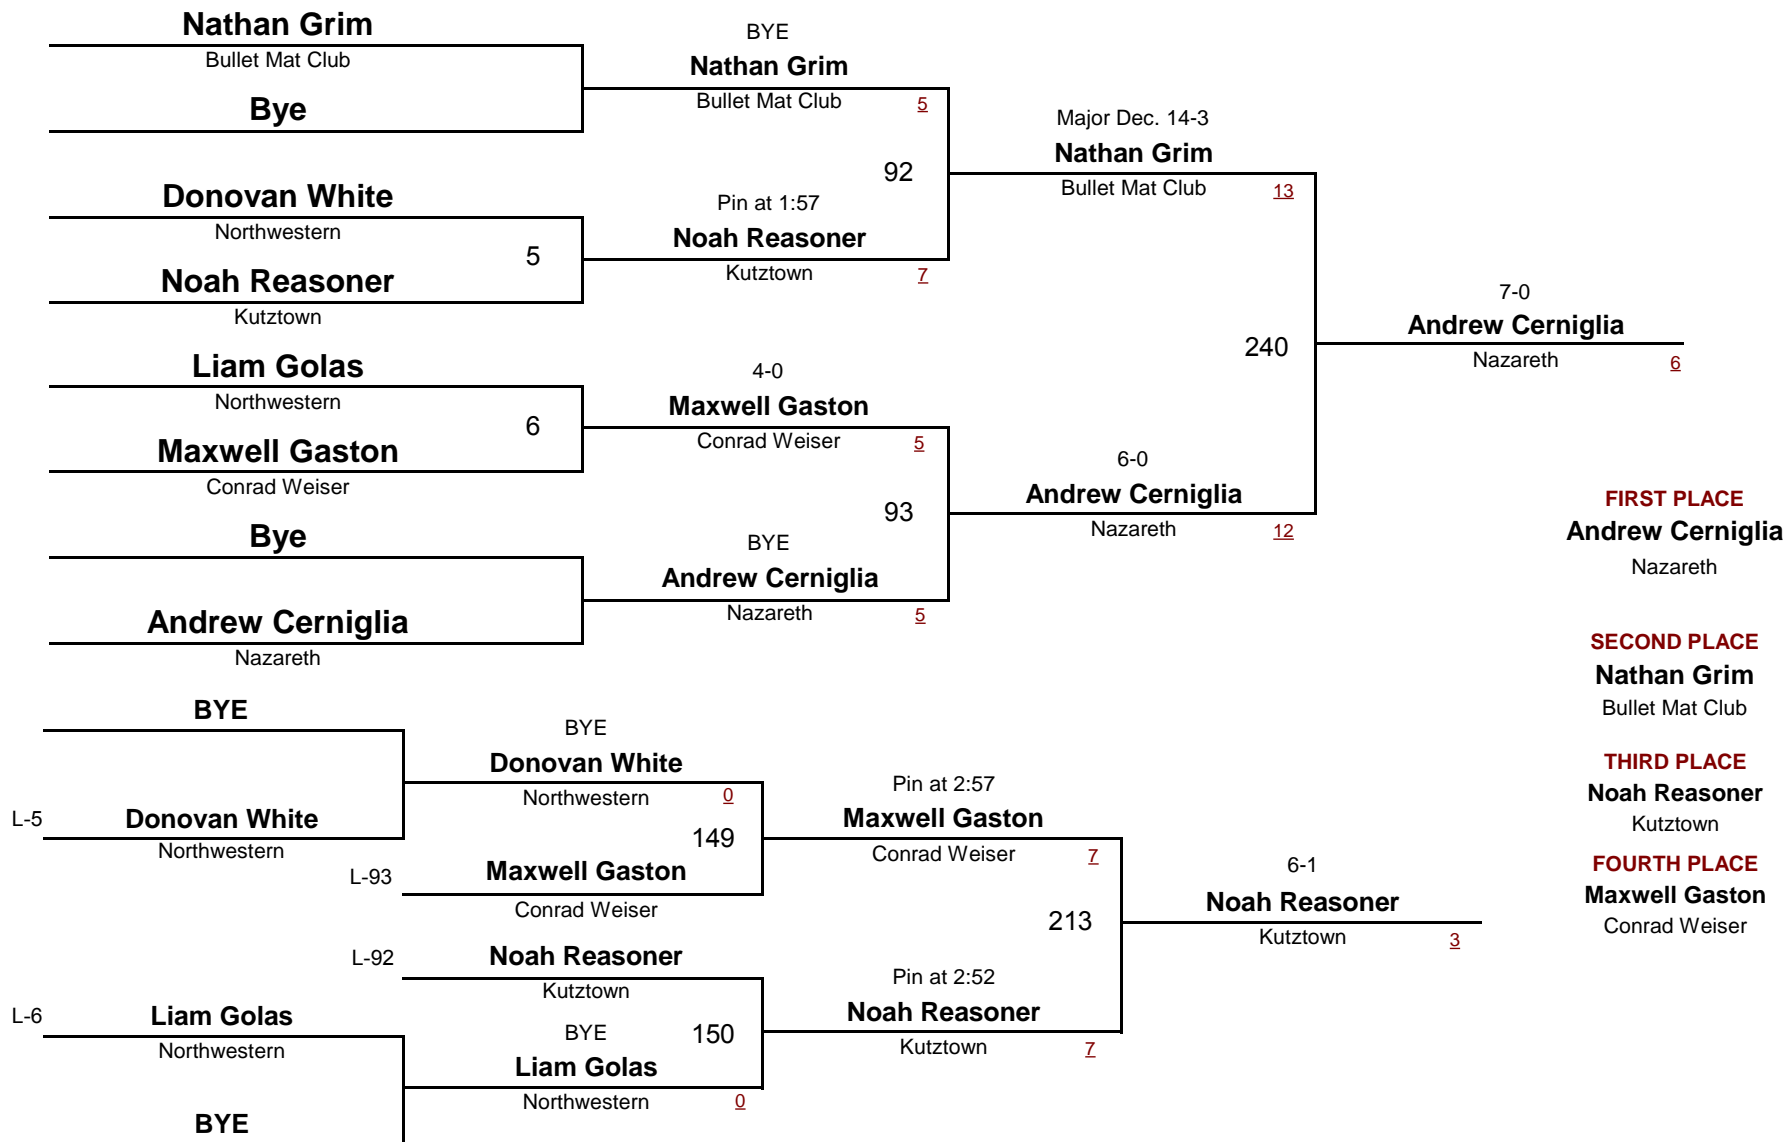 Nathan Grim
Bullet Mat Club
Bye
Donovan White
Northwestern
5
Noah Reasoner
Kutztown
Liam Golas
Northwestern
6
Maxwell Gaston
Conrad Weiser
Bye
Andrew Cerniglia
Nazareth
BYE
Nathan Grim
Bullet Mat Club
5
92
Pin at 1:57
Noah Reasoner
Kutztown
7
4-0
Maxwell Gaston
Conrad Weiser
5
93
BYE
Andrew Cerniglia
Nazareth
5
Major Dec. 14-3
Nathan Grim
Bullet Mat Club
13
240
6-0
Andrew Cerniglia
Nazareth
12
7-0
Andrew Cerniglia
Nazareth
6
FIRST PLACE
Andrew Cerniglia
Nazareth
SECOND PLACE
Nathan Grim
Bullet Mat Club
THIRD PLACE
Noah Reasoner
Kutztown
FOURTH PLACE
Maxwell Gaston
Conrad Weiser
BYE
L-5
Donovan White
Northwestern
L-6
Liam Golas
Northwestern
BYE
BYE
Donovan White
Northwestern
0
149
L-93
Maxwell Gaston
Conrad Weiser
L-92
Noah Reasoner
Kutztown
150
BYE
Liam Golas
Northwestern
0
Pin at 2:57
Maxwell Gaston
Conrad Weiser
7
213
Pin at 2:52
Noah Reasoner
Kutztown
7
6-1
Noah Reasoner
Kutztown
3